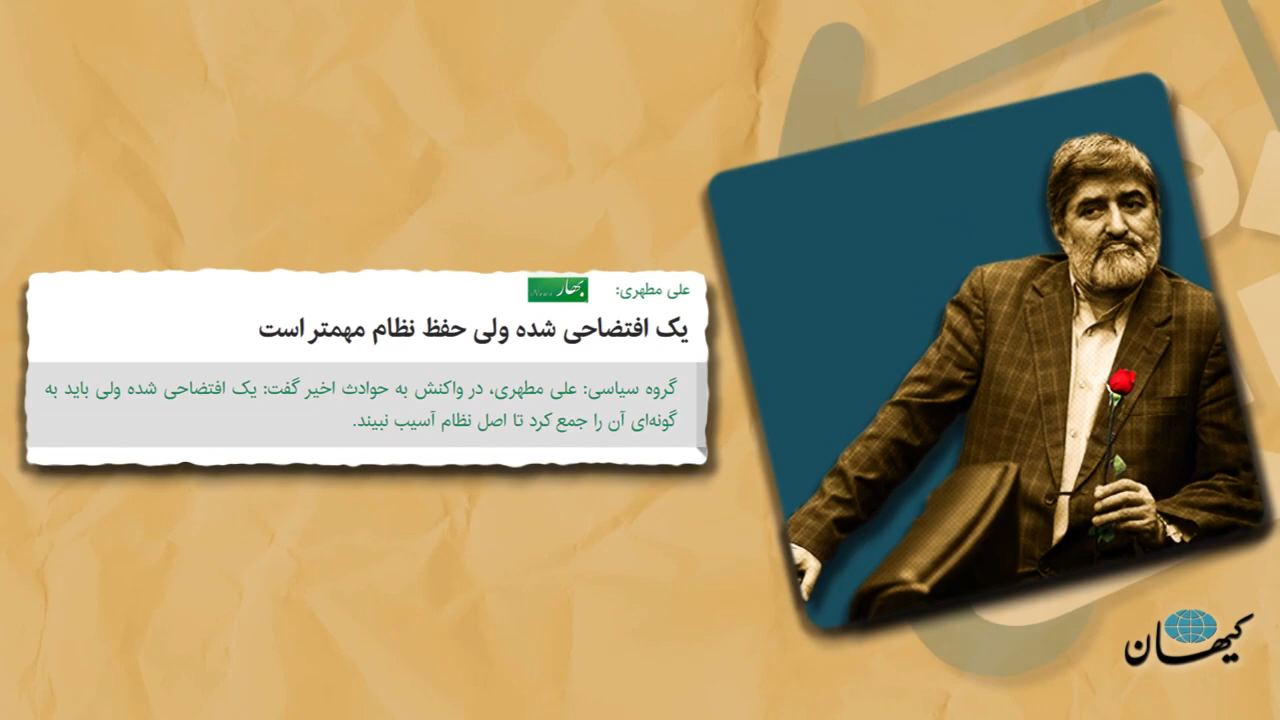 علی مطهری:
بهار
یک افتضاحی شده ولی حفظ نظام مهمتر است
گروه سیاسی: علی مطهری، در واکنش به حوادث اخیر گفت: یک افتضاحی شده ولی باید به
گونه‌ای آن را جمع کرد تا اصل نظام آسیب نبیند.
کیهان